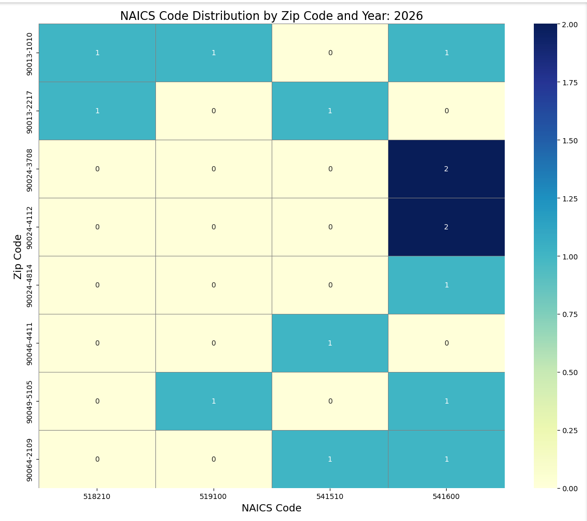 NAICS Code Distribution by Zip Code and Year: 2026
Zip Code
90013-1010
1 1 0 1
90013-2217
1 0 1 0
90024-3708
0 0 0 2
90024-4112
0 0 0 2
90024-4814
0 0 0 1
90046-4411
0 0 1 0
90049-5105
0 1 0 1
90064-2109
0 0 1 1
518210 519100 541510 541600
NAICS Code
2.00
1.75
1.50
1.25
1.00
0.75
0.50
0.25
0.00